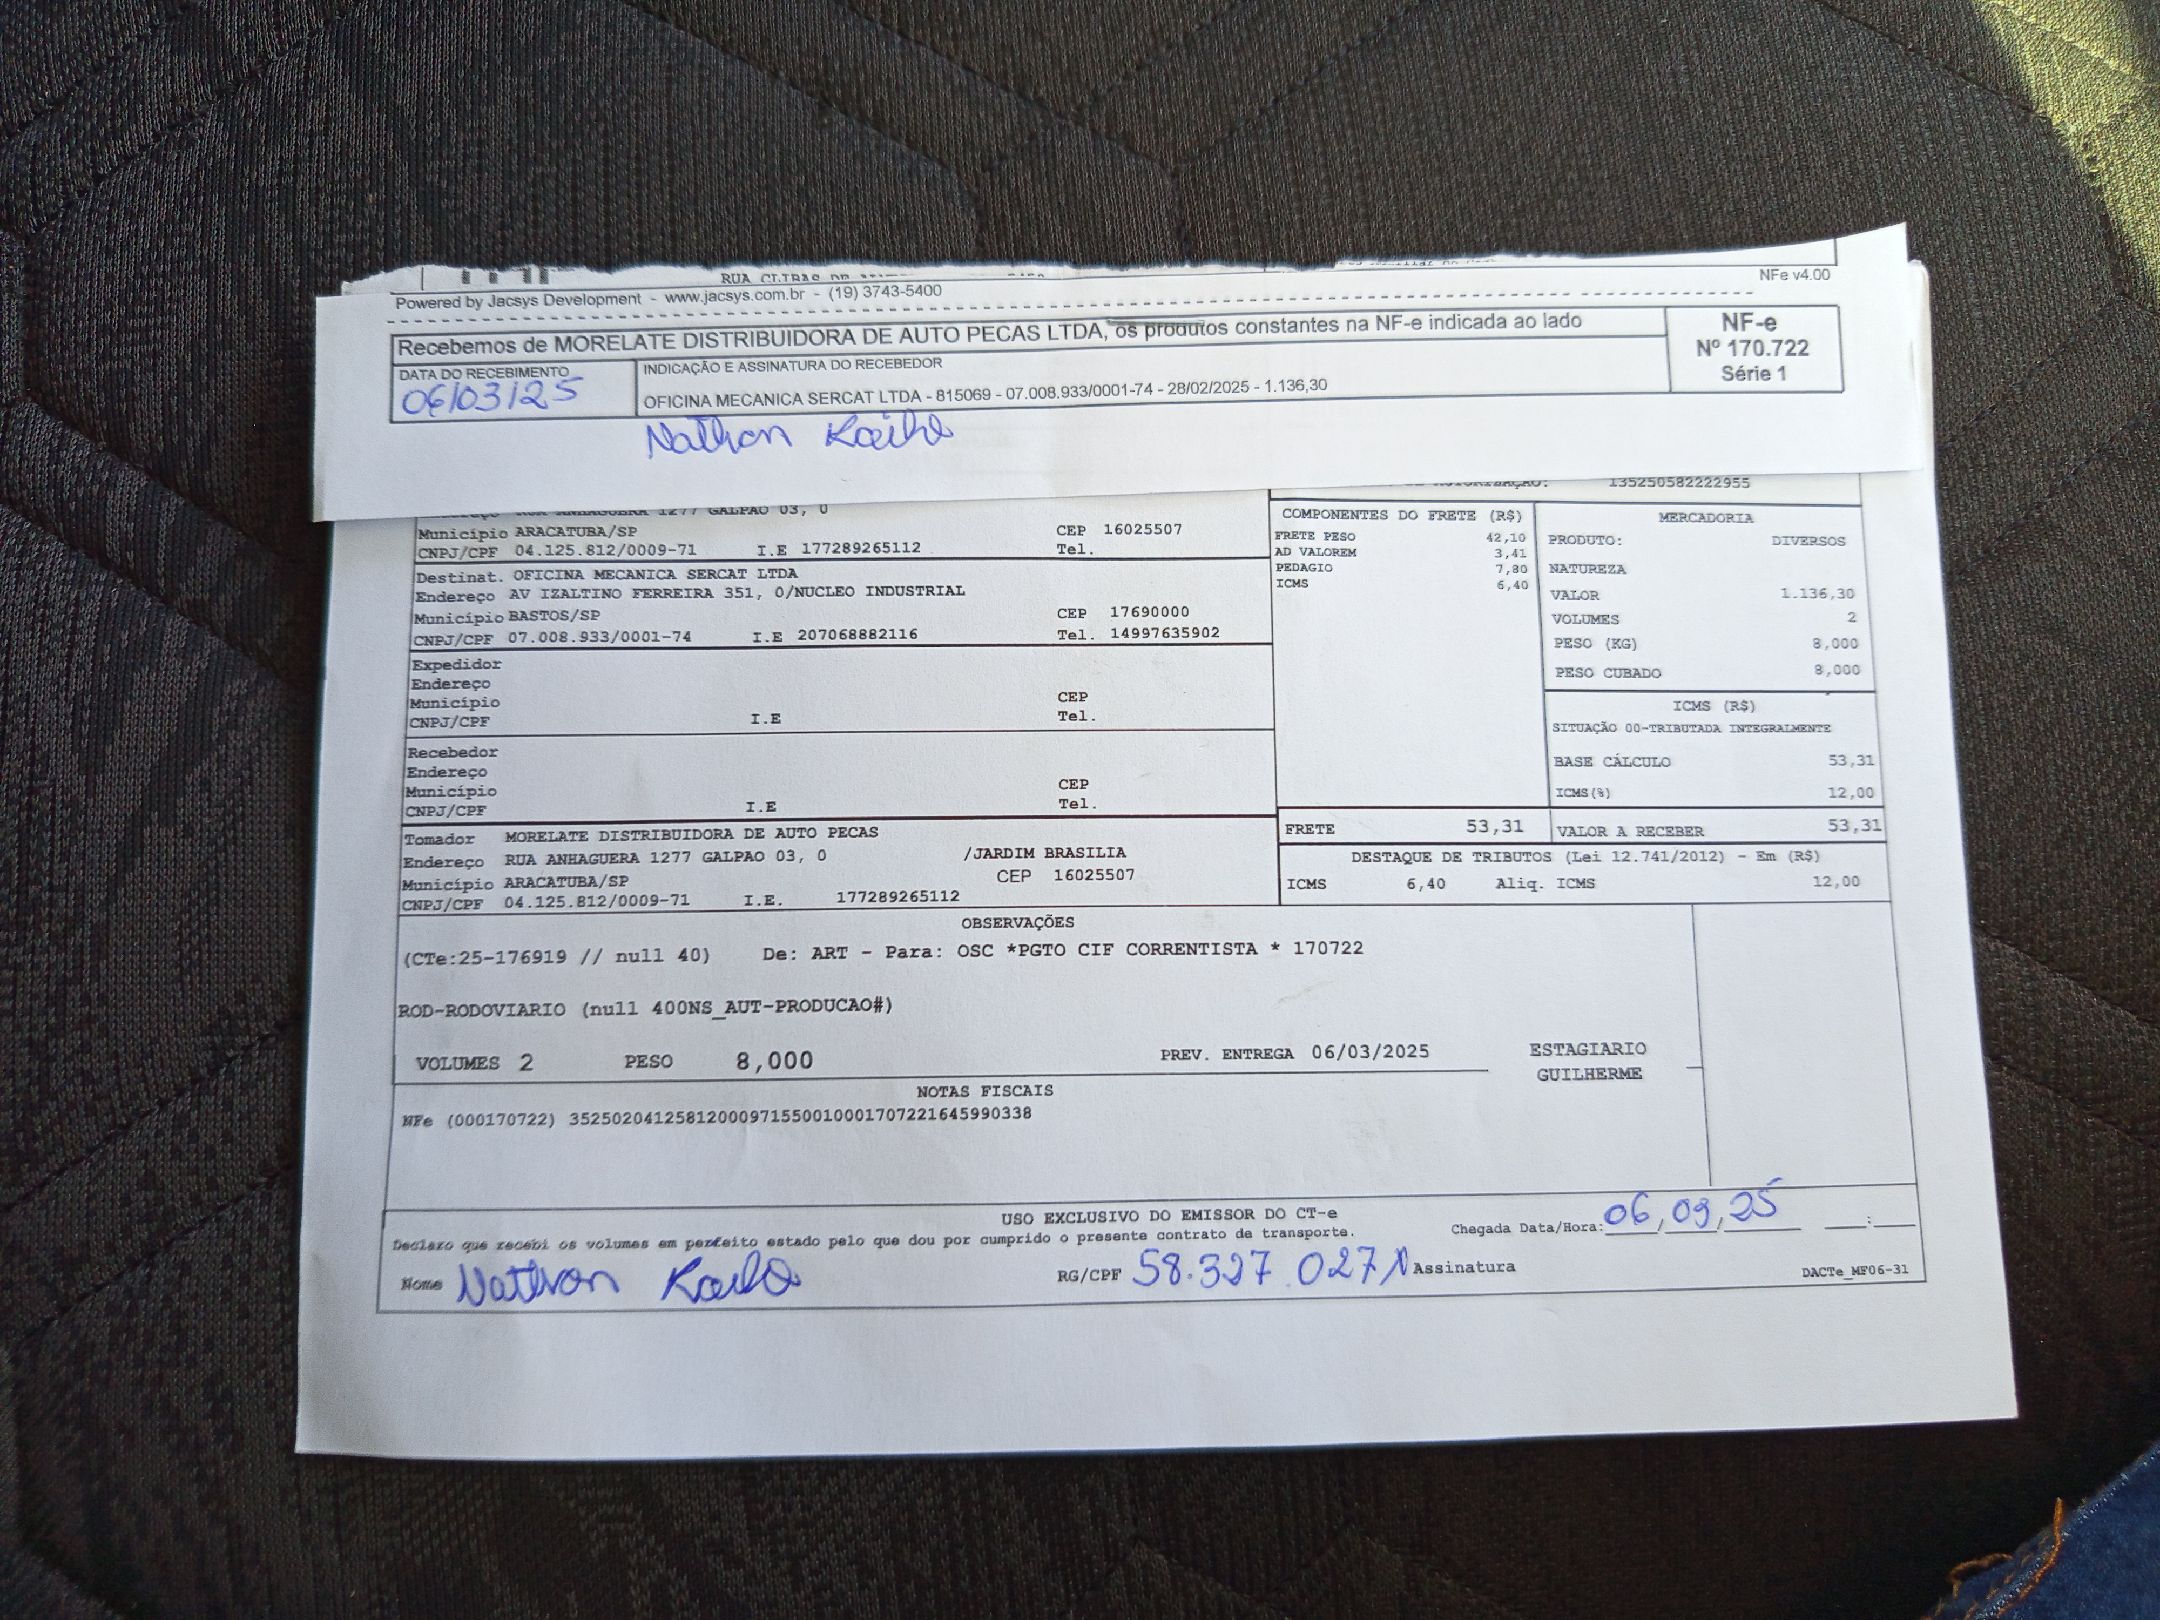 Powered by Jacsys Development - www.jacsys.com.br - (19) 3743-5400
NFe v4.00
Recebemos de MORELATE DISTRIBUIDORA DE AUTO PECAS LTDA, os produtos constantes na NF-e indicada ao lado
NF-e
Nº 170.722
Série 1
DATA DO RECEBIMENTO
06/03/25
INDICAÇÃO E ASSINATURA DO RECEBEDOR
OFICINA MECANICA SERCAT LTDA - 815069 - 07.008.933/0001-74 - 28/02/2025 - 1.136,30
Nathan
135250582222955
RUA ANHAGUERA 1277 GALPAO 03, 0
Município ARACATUBA/SP CEP 16025507
CNPJ/CPF 04.125.812/0009-71 I.E 177289265112 Tel.
Destinat. OFICINA MECANICA SERCAT LTDA
Endereço AV IZALTINO FERREIRA 351, 0/NUCLEO INDUSTRIAL
Município BASTOS/SP CEP 17690000
CNPJ/CPF 07.008.933/0001-74 I.E 207068882116 Tel. 14997635902
Expedidor
Endereço
Município CEP
CNPJ/CPF I.E Tel.
Recebedor
Endereço
Município CEP
CNPJ/CPF I.E Tel.
Tomador MORELATE DISTRIBUIDORA DE AUTO PECAS
Endereço RUA ANHAGUERA 1277 GALPAO 03, 0 /JARDIM BRASILIA
Município ARACATUBA/SP CEP 16025507
CNPJ/CPF 04.125.812/0009-71 I.E. 177289265112
COMPONENTES DO FRETE (R$)
FRETE PESO 42,10
AD VALOREM 3,41
PEDAGIO 7,80
ICMS 6,40
MERCADORIA
PRODUTO: DIVERSOS
NATUREZA
VALOR 1.136,30
VOLUMES 2
PESO (KG) 8,000
PESO CUBADO 8,000
ICMS (R$)
SITUAÇÃO 00-TRIBUTADA INTEGRALMENTE
BASE CÁLCULO 53,31
ICMS(%) 12,00
FRETE 53,31 VALOR A RECEBER 53,31
DESTAQUE DE TRIBUTOS (Lei 12.741/2012) - Em (R$)
ICMS 6,40 Aliq. ICMS 12,00
OBSERVAÇÕES
(CTe:25-176919 // null 40) De: ART - Para: OSC *PGTO CIF CORRENTISTA * 170722
ROD-RODOVIARIO (null 400NS_AUT-PRODUCAO#)
VOLUMES 2 PESO 8,000 PREV. ENTREGA 06/03/2025
ESTAGIARIO
GUILHERME
NOTAS FISCAIS
NFe (000170722) 35250204125812000971550010001707221645990338
USO EXCLUSIVO DO EMISSOR DO CT-e
Declaro que recebi os volumes em perfeito estado pelo que dou por cumprido o presente contrato de transporte.
Chegada Data/Hora: 06/03/25 __:__
Nome Nathan RG/CPF 58.327.027 Assinatura
DACTe_MF06-31